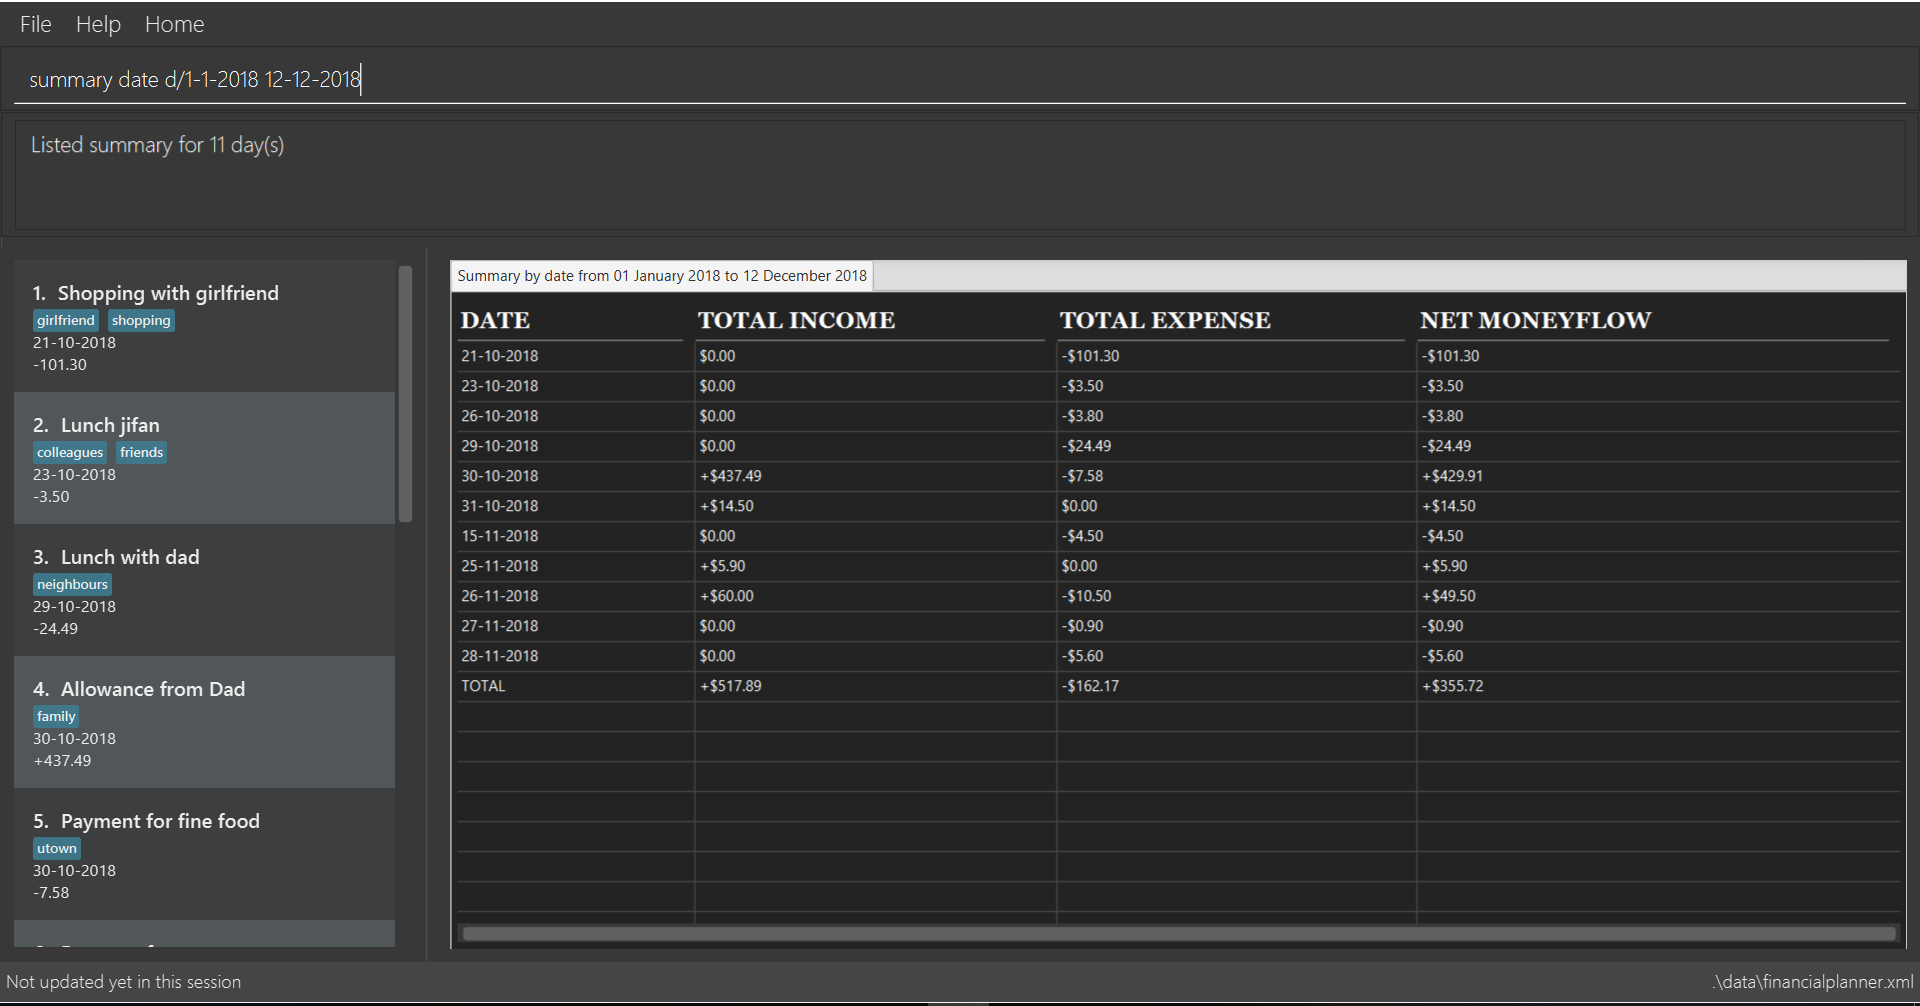 File Help Home
summary date d/1-1-2018 12-12-2018
Listed summary for 11 day(s)
1. Shopping with girlfriend
girlfriend shopping
21-10-2018
-101.30
2. Lunch jifan
colleagues friends
23-10-2018
-3.50
3. Lunch with dad
neighbours
29-10-2018
-24.49
4. Allowance from Dad
family
30-10-2018
+437.49
5. Payment for fine food
utown
30-10-2018
-7.58
Summary by date from 01 January 2018 to 12 December 2018
DATE TOTAL INCOME TOTAL EXPENSE NET MONEYFLOW
21-10-2018 $0.00 -$101.30 -$101.30
23-10-2018 $0.00 -$3.50 -$3.50
26-10-2018 $0.00 -$3.80 -$3.80
29-10-2018 $0.00 -$24.49 -$24.49
30-10-2018 +$437.49 -$7.58 +$429.91
31-10-2018 +$14.50 $0.00 +$14.50
15-11-2018 $0.00 -$4.50 -$4.50
25-11-2018 +$5.90 $0.00 +$5.90
26-11-2018 +$60.00 -$10.50 +$49.50
27-11-2018 $0.00 -$0.90 -$0.90
28-11-2018 $0.00 -$5.60 -$5.60
TOTAL +$517.89 -$162.17 +$355.72
Not updated yet in this session
.\data\financialplanner.xml